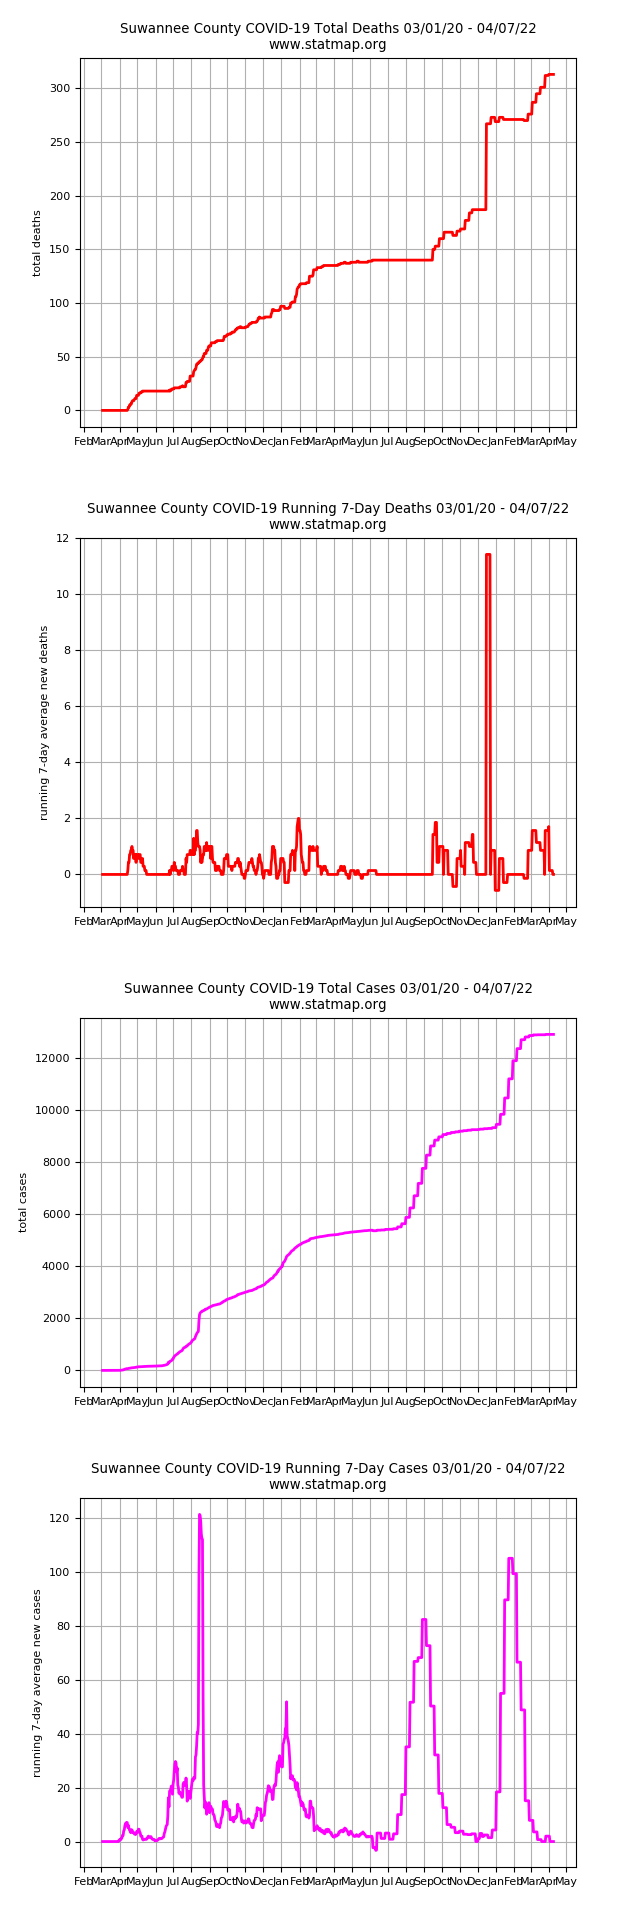 Suwannee County COVID-19 Total Deaths 03/01/20 - 04/07/22
www.statmap.org
300
250
200
150
100
50
0
total deaths
Feb Mar Apr May Jun Jul Aug Sep Oct Nov Dec Jan Feb Mar Apr May Jun Jul Aug Sep Oct Nov Dec Jan Feb Mar Apr May
Suwannee County COVID-19 Running 7-Day Deaths 03/01/20 - 04/07/22
www.statmap.org
12
10
8
6
4
2
0
running 7-day average new deaths
Feb Mar Apr May Jun Jul Aug Sep Oct Nov Dec Jan Feb Mar Apr May Jun Jul Aug Sep Oct Nov Dec Jan Feb Mar Apr May
Suwannee County COVID-19 Total Cases 03/01/20 - 04/07/22
www.statmap.org
12000
10000
8000
6000
4000
2000
0
total cases
Feb Mar Apr May Jun Jul Aug Sep Oct Nov Dec Jan Feb Mar Apr May Jun Jul Aug Sep Oct Nov Dec Jan Feb Mar Apr May
Suwannee County COVID-19 Running 7-Day Cases 03/01/20 - 04/07/22
www.statmap.org
120
100
80
60
40
20
0
running 7-day average new cases
Feb Mar Apr May Jun Jul Aug Sep Oct Nov Dec Jan Feb Mar Apr May Jun Jul Aug Sep Oct Nov Dec Jan Feb Mar Apr May